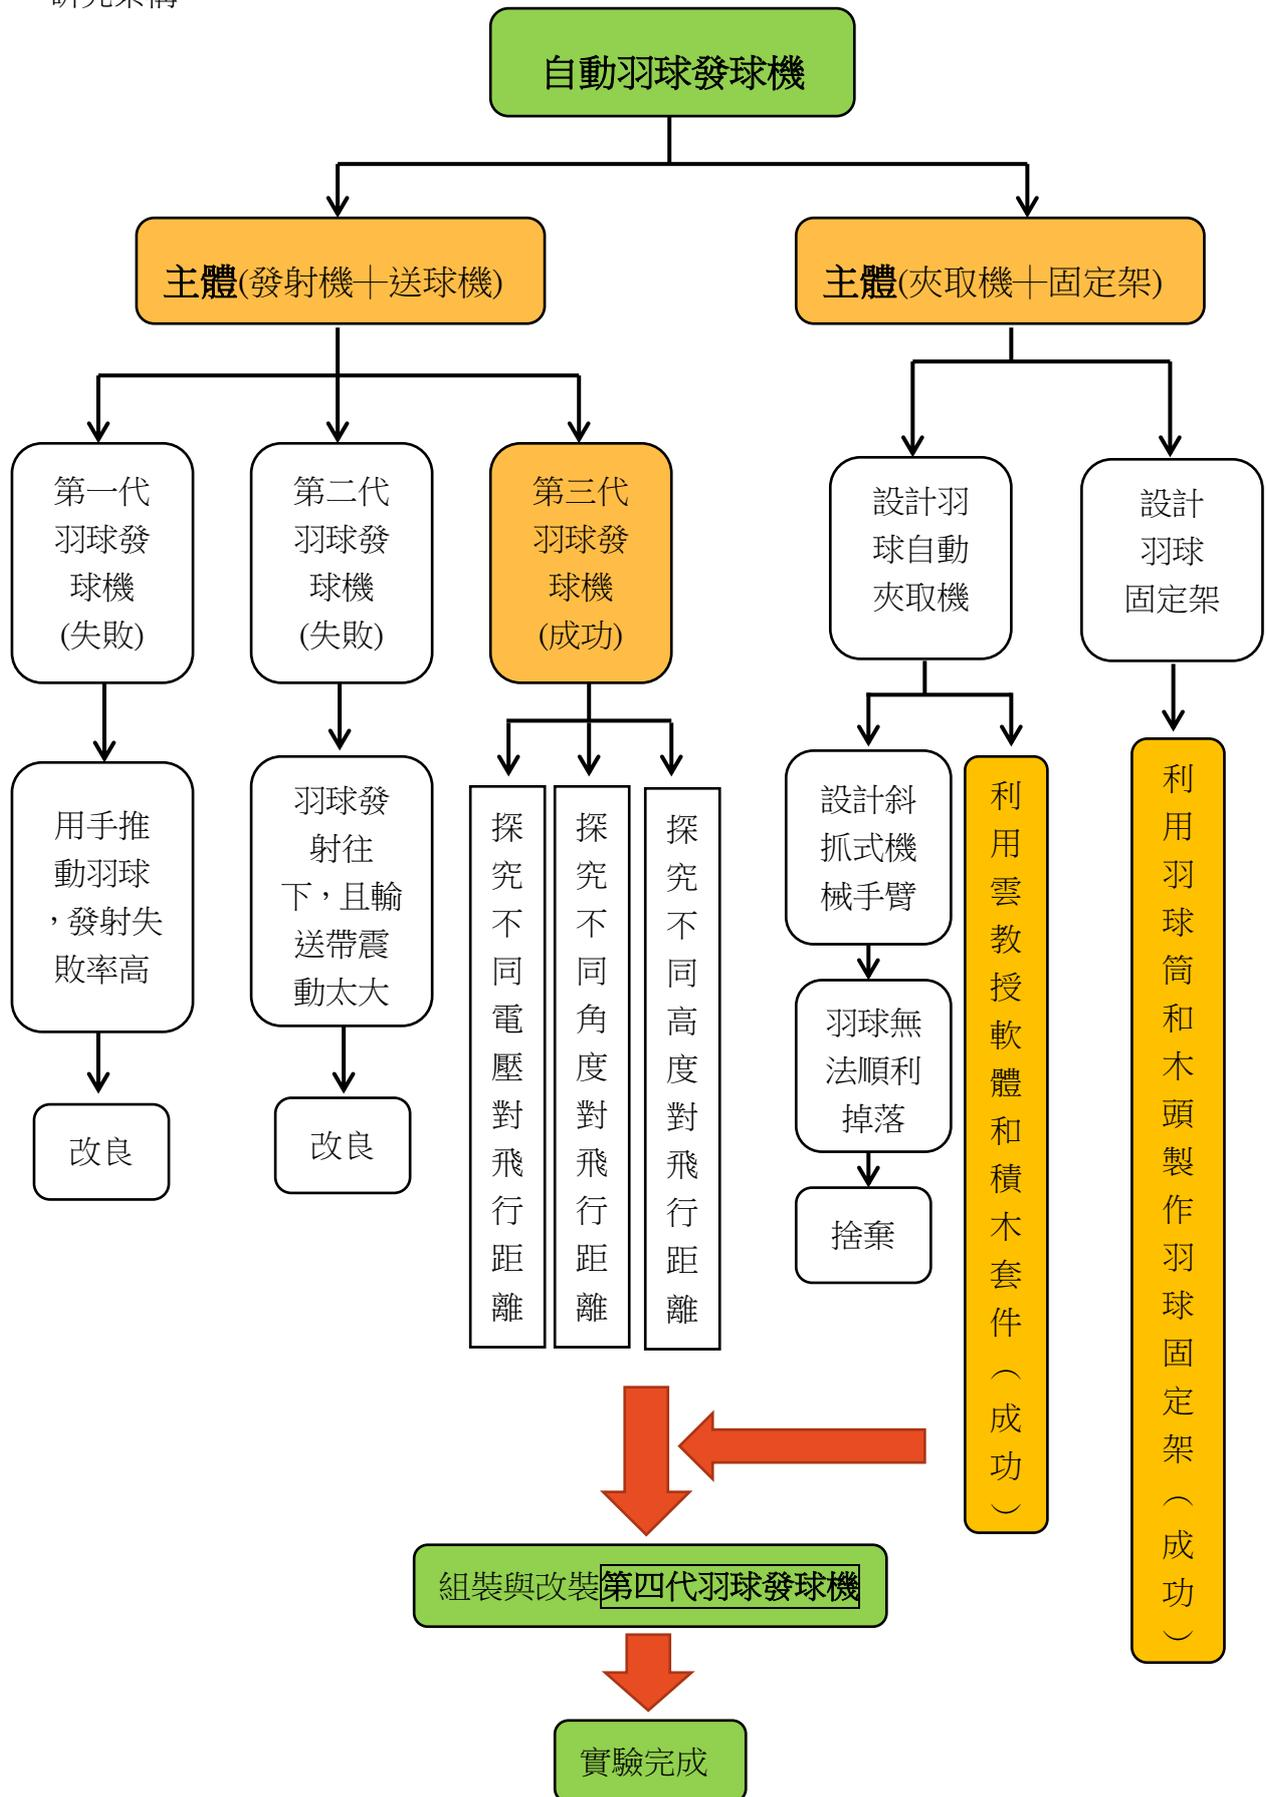 研究架構
自動羽球發球機
主體(發射機＋送球機)
主體(夾取機＋固定架)
第一代
羽球發
球機
(失敗)
第二代
羽球發
球機
(失敗)
第三代
羽球發
球機
(成功)
設計羽
球自動
夾取機
設計
羽球
固定架
用手推
動羽球
，發射失
敗率高
羽球發
射往
下，且輸
送帶震
動太大
探究不同電壓對飛行距離
探究不同角度對飛行距離
探究不同高度對飛行距離
設計斜
抓式機
械手臂
利用雲教授軟體和積木套件（成功）
利用羽球筒和木頭製作羽球固定架（成功）
羽球無
法順利
掉落
改良
改良
捨棄
組裝與改裝第四代羽球發球機
實驗完成